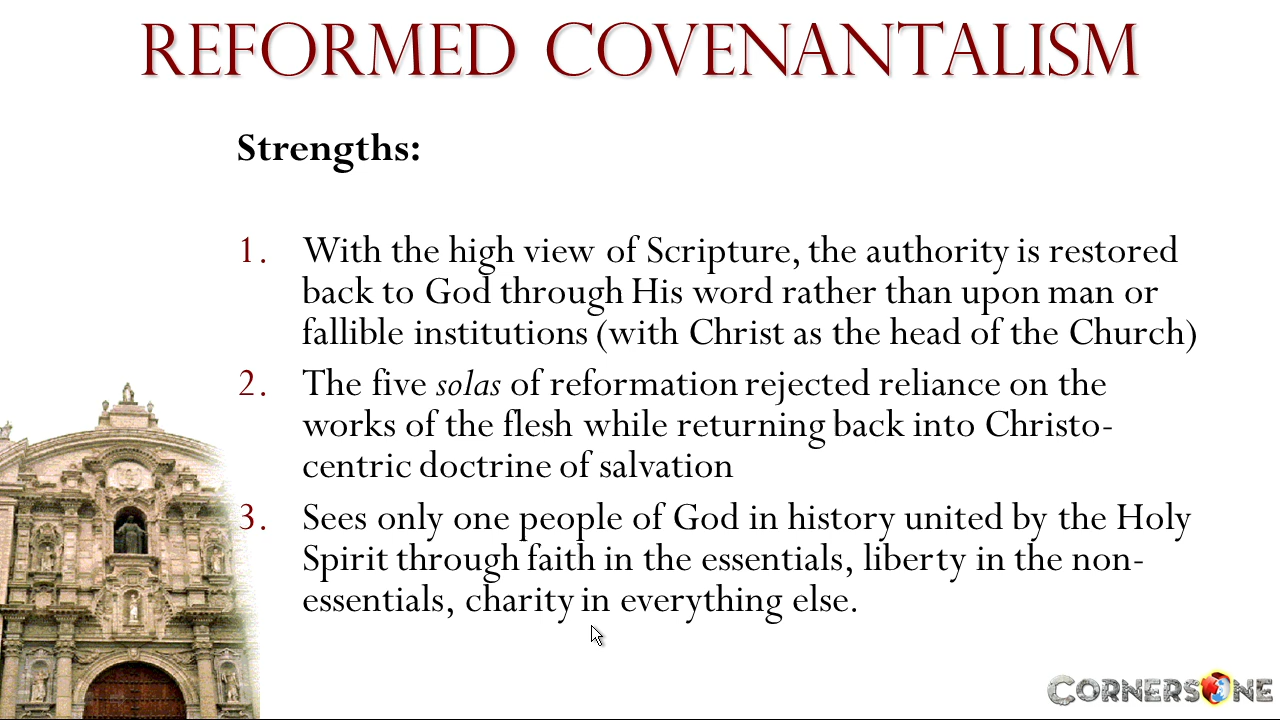 REFORMED COVENANTALISM
Strengths:
1. With the high view of Scripture, the authority is restored
back to God through His word rather than upon man or
fallible institutions (with Christ as the head of the Church)
2. The five solas of reformation rejected reliance on the
works of the flesh while returning back into Christo-
centric doctrine of salvation
3. Sees only one people of God in history united by the Holy
Spirit through faith in the essentials, liberty in the non-
essentials, charity in everything else.
CORNERSONE